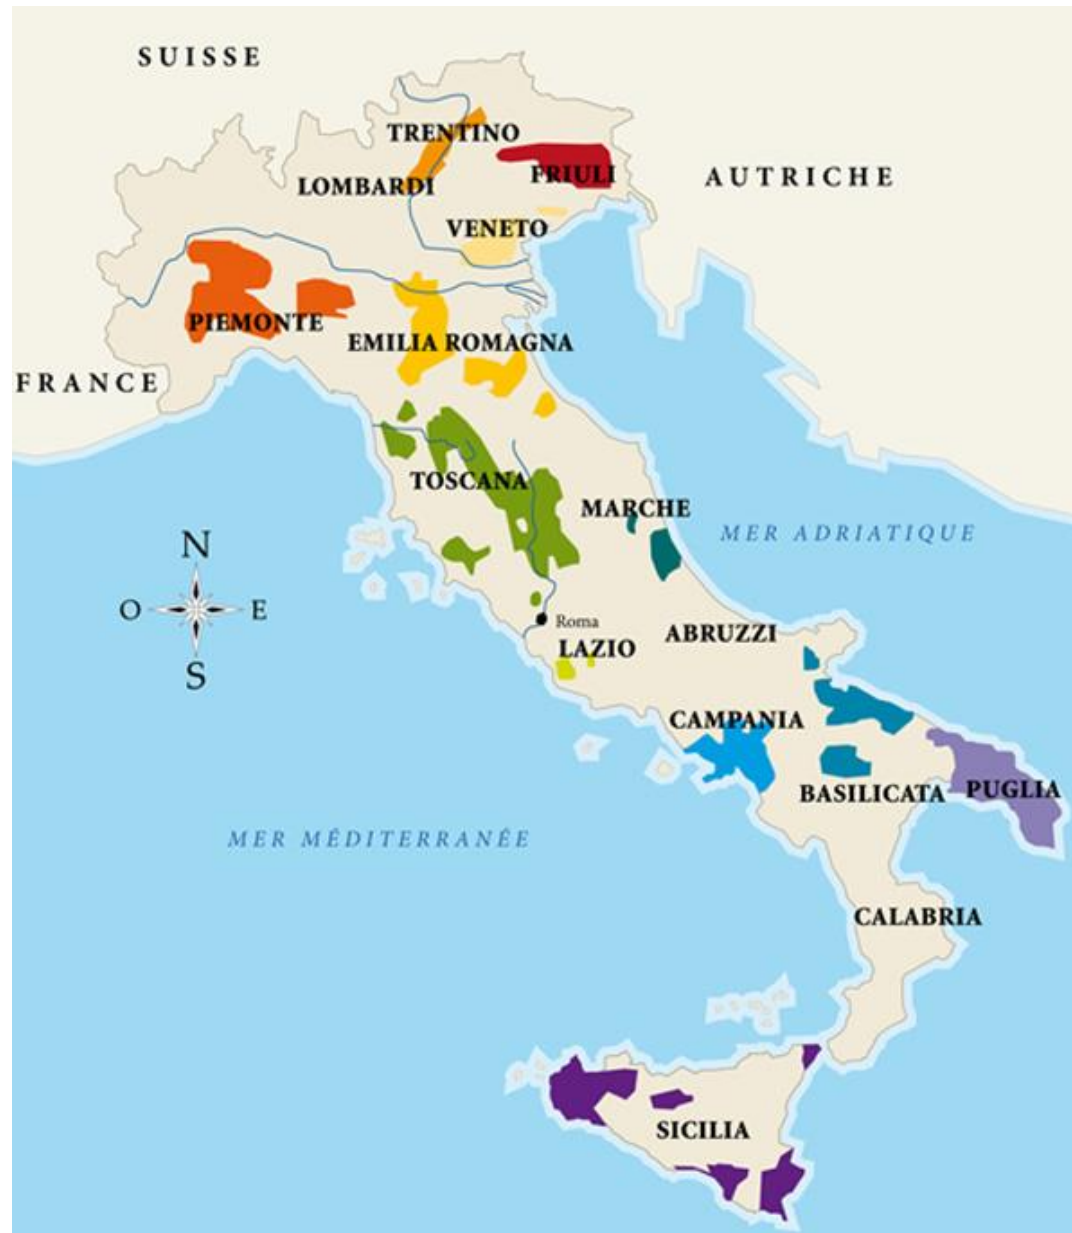 SUISSE
TRENTINO
FRIULI
AUTRICHE
LOMBARDI
VENETO
PIEMONTE
EMILIA ROMAGNA
FRANCE
TOSCANA
MARCHE
MER ADRIATIQUE
N
O
E
S
Roma
LAZIO
ABRUZZI
CAMPANIA
BASILICATA
PUGLIA
MER MÉDITERRANÉE
CALABRIA
SICILIA